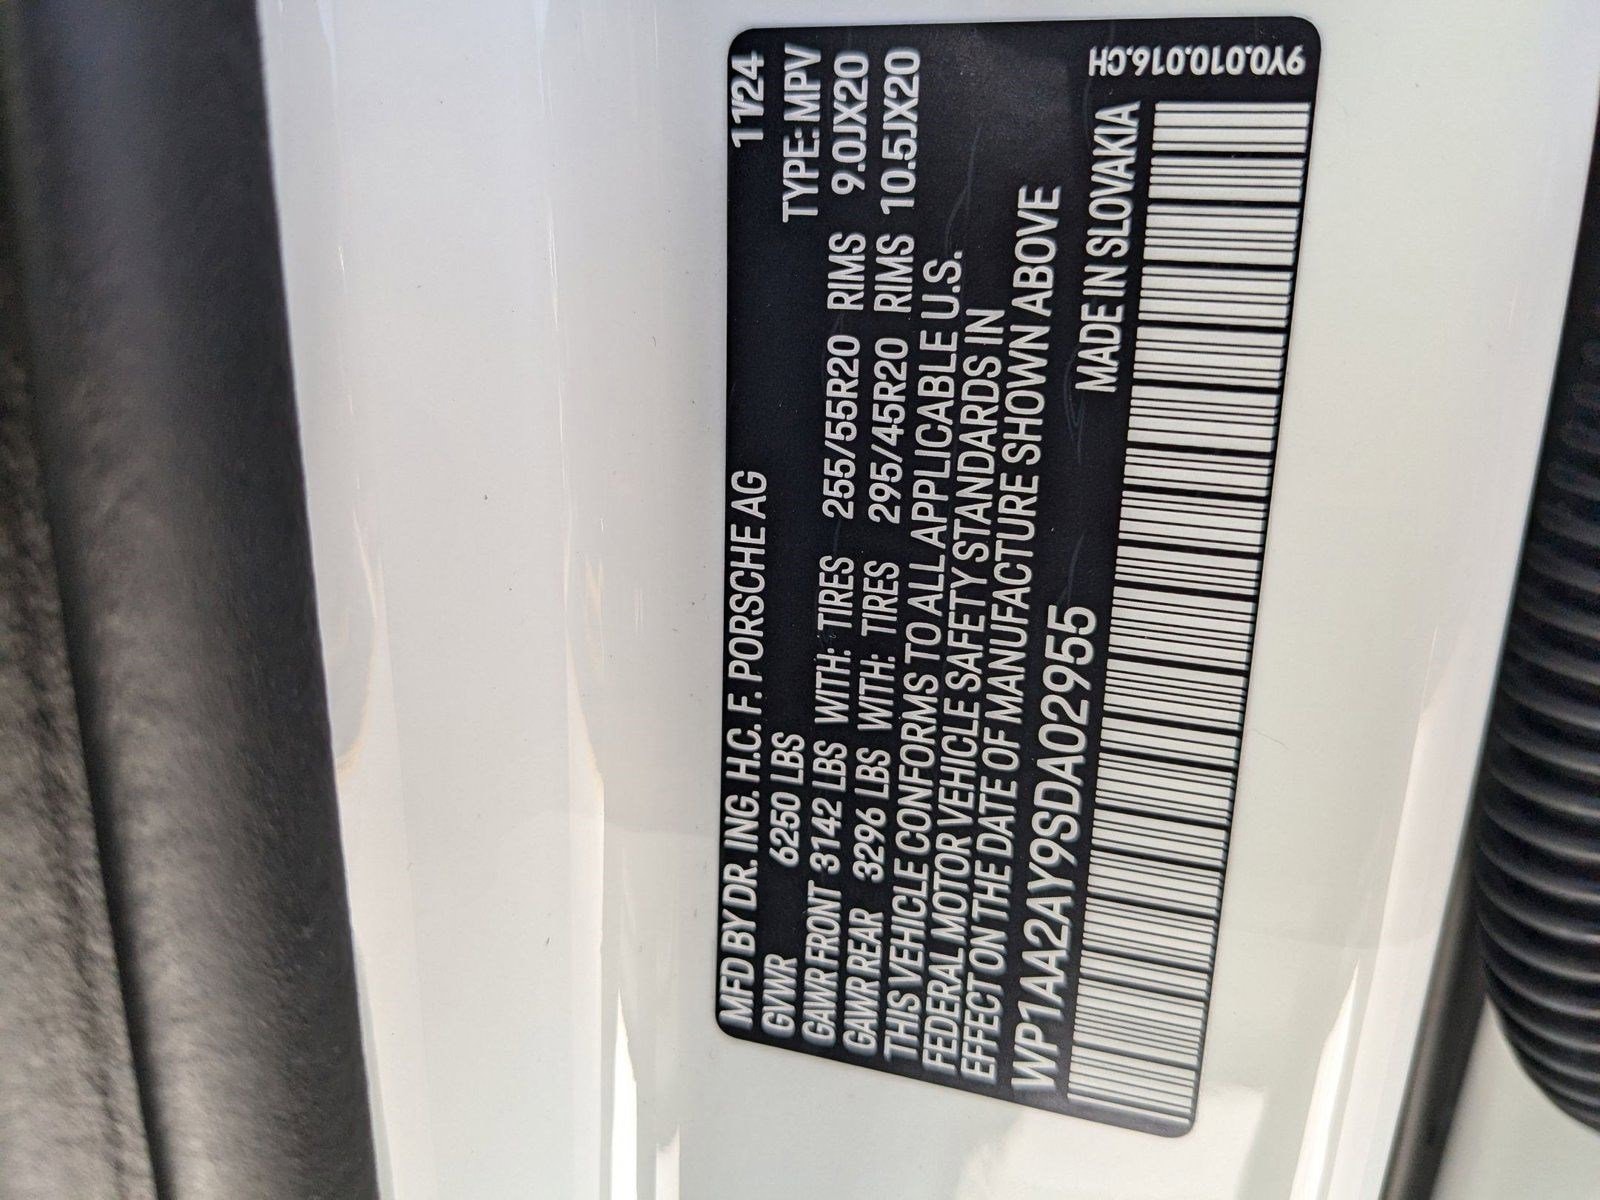 MFD BY DR. ING. H.C. F. PORSCHE AG 11/24
GVWR 6250 LBS TYPE: MPV
GAWR FRONT 3142 LBS WITH: TIRES 255/55R20 RIMS 9.0JX20
GAWR REAR 3296 LBS WITH: TIRES 295/45R20 RIMS 10.5JX20
THIS VEHICLE CONFORMS TO ALL APPLICABLE U.S.
FEDERAL MOTOR VEHICLE SAFETY STANDARDS IN
EFFECT ON THE DATE OF MANUFACTURE SHOWN ABOVE
WP1AA2AY9SDA02955 MADE IN SLOVAKIA
9Y0.010.016.CH